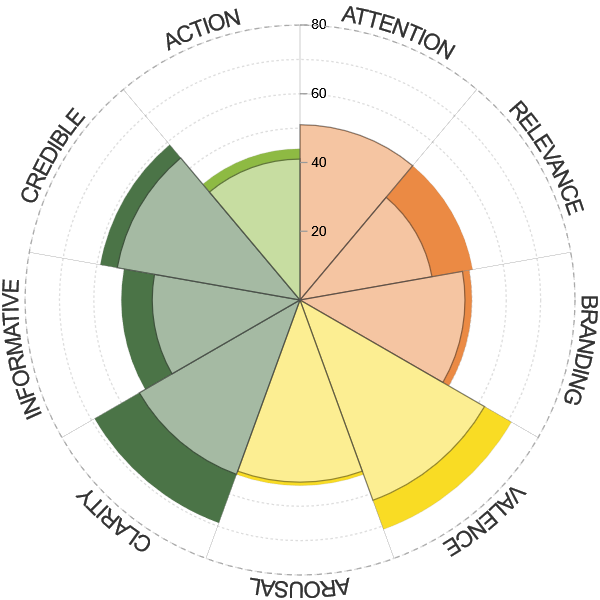 ACTION
ATTENTION
RELEVANCE
BRANDING
VALENCE
AROUSAL
CLARITY
INFORMATIVE
CREDIBLE
80
60
40
20